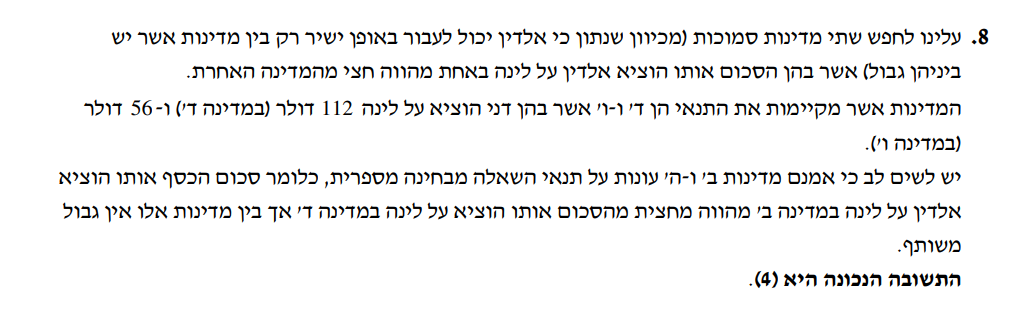 8. עלינו לחפש שתי מדינות סמוכות (מכיוון שנתון כי אלדין יכול לעבור באופן ישיר רק בין מדינות אשר יש
ביניהן גבול) אשר בהן הסכום אותו הוציא אלדין על לינה באחת מהווה חצי מהמדינה האחרת.
המדינות אשר מקיימות את התנאי הן ד׳ ו-ו׳ אשר בהן דני הוציא על לינה 112 דולר (במדינה ד׳) ו-56 דולר
(במדינה ו׳).
יש לשים לב כי אמנם מדינות ב׳ ו-ה׳ עונות על תנאי השאלה מבחינה מספרית, כלומר סכום הכסף אותו הוציא
אלדין על לינה במדינה ב׳ מהווה מחצית מהסכום אותו הוציא על לינה במדינה ד׳ אך בין מדינות אלו אין גבול
משותף.
התשובה הנכונה היא (4).